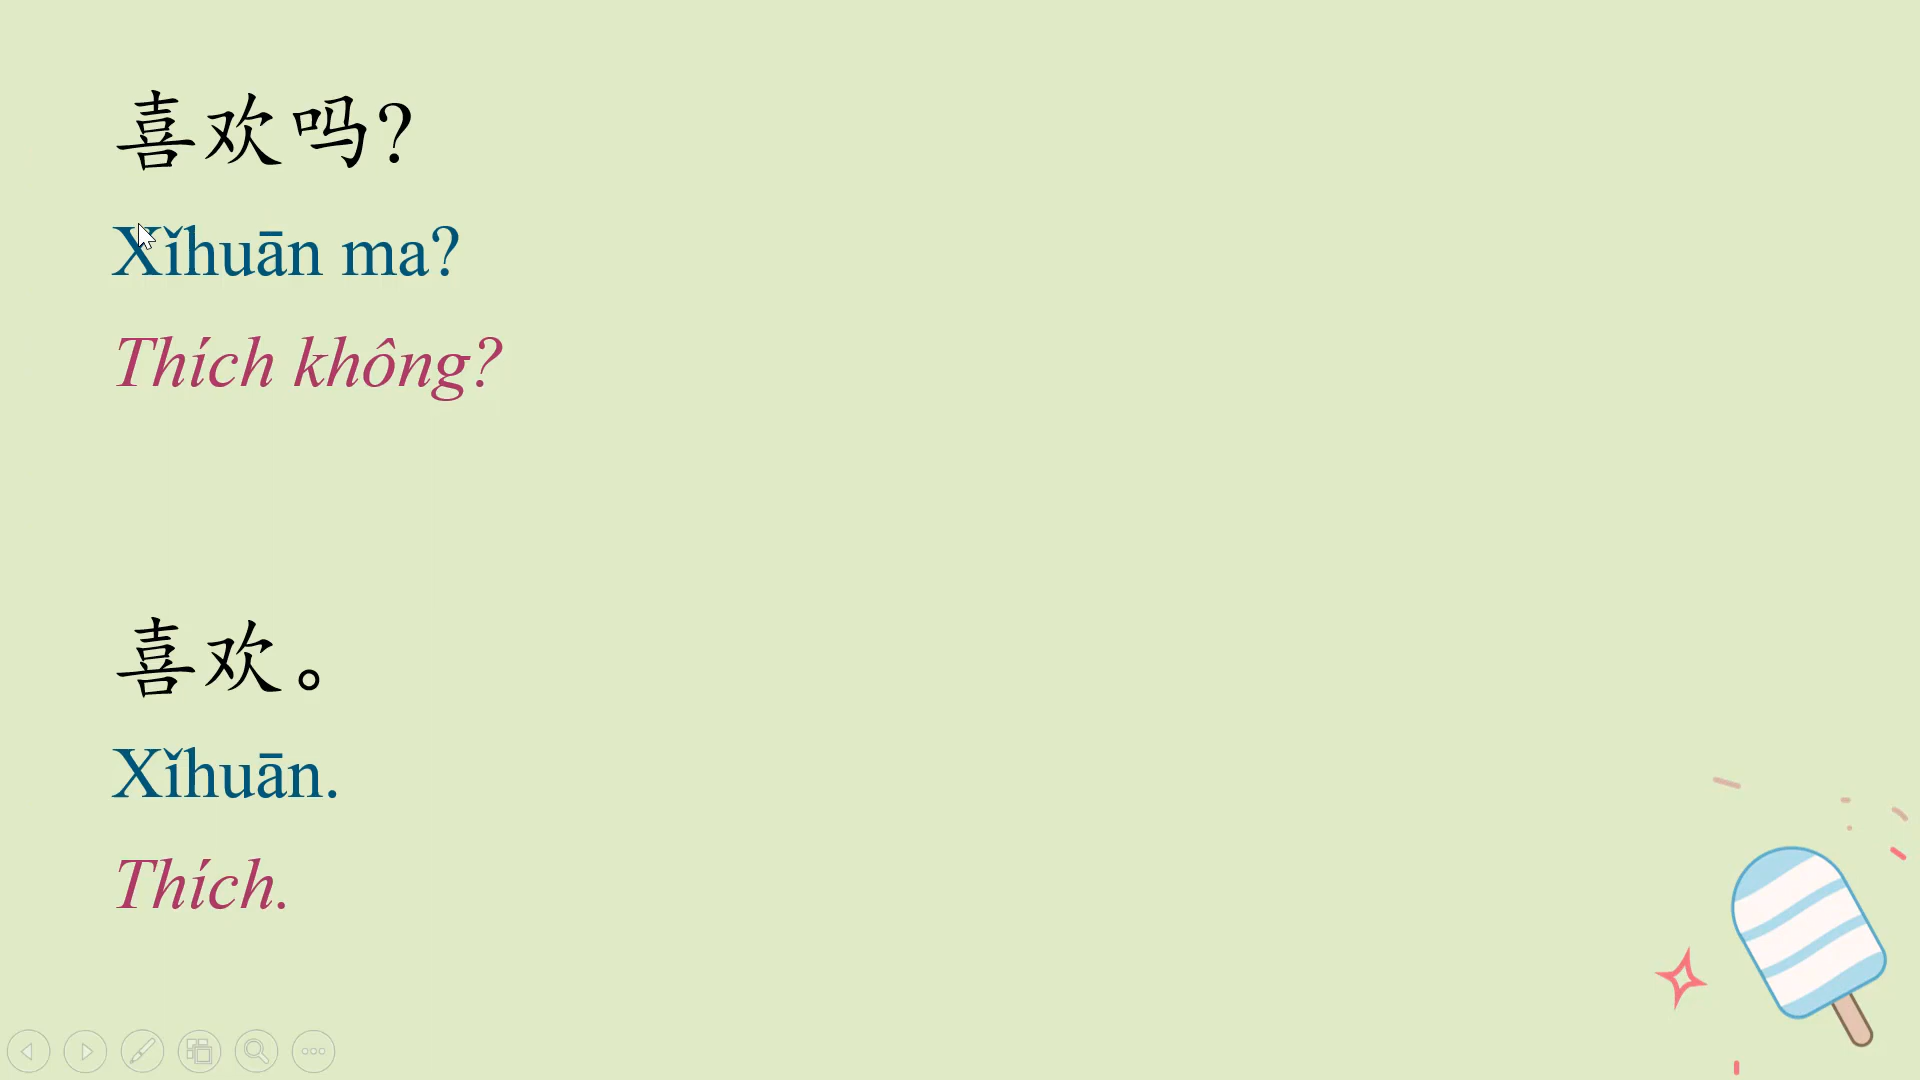 喜欢吗?
Xǐhuān ma?
Thích không?
喜欢。
Xǐhuān.
Thích.